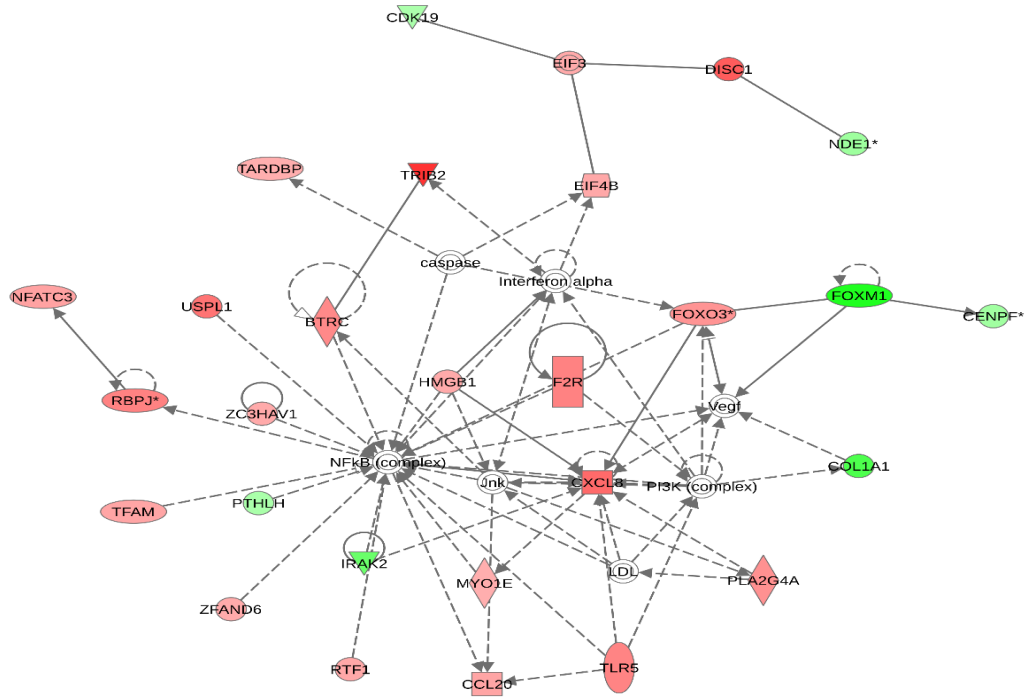 CDK19
EIF3
DISC1
NDE1*
TARDBP
TRIB2
EIF4B
caspase
Interferon alpha
NFATC3
USPL1
BTRC
FOXO3*
FOXM1
CENPF*
HMGB1
F2R
RBPJ*
ZC3HAV1
Vegf
NFkB (complex)
COL1A1
Jnk
CXCL8
PI3K (complex)
TFAM
PTHLH
IRAK2
MYO1E
LDL
PLA2G4A
ZFAND6
RTF1
CCL20
TLR5